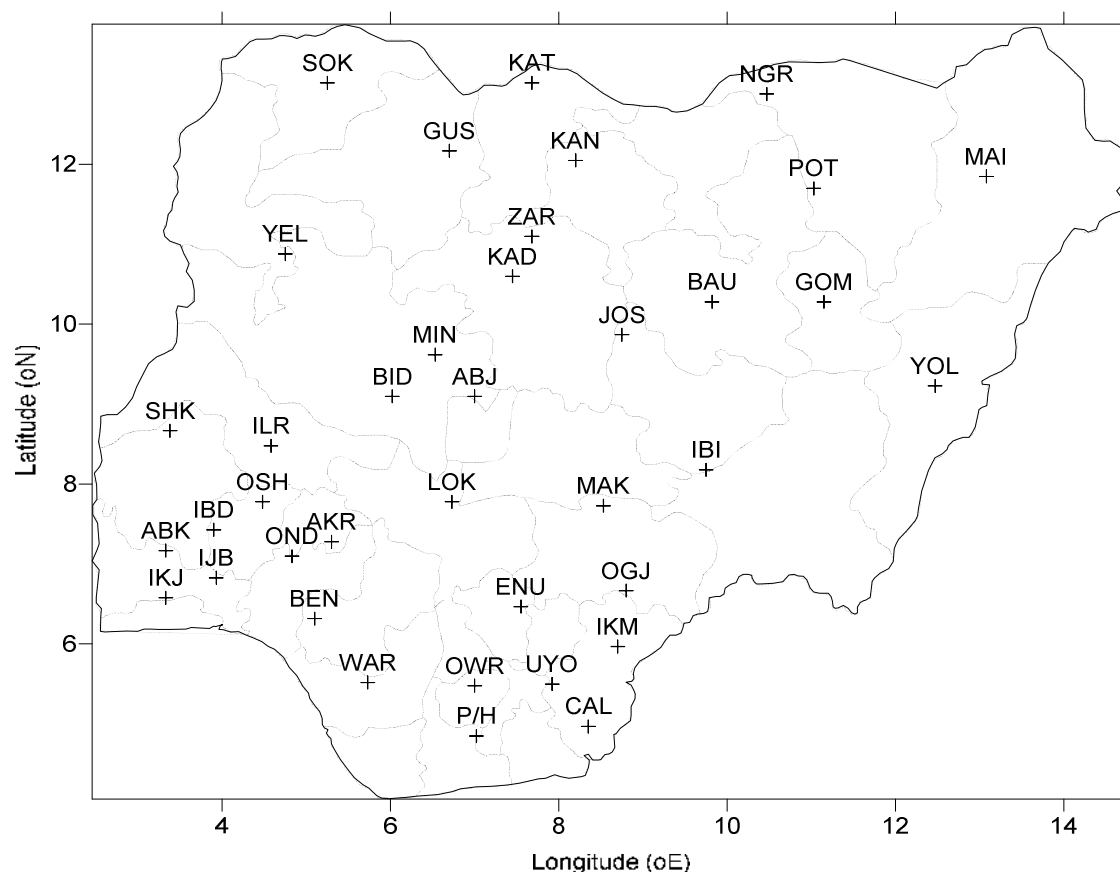 SOK
KAT
NGR
GUS
KAN
12
MAI
POT
ZAR
YEL
KAD
BAU
GOM
JOS
10
MIN
BID
ABJ
YOL
SHK
ILR
IBI
8
OSH
LOK
MAK
IBD
ABK
AKR
OND
IJB
IKJ
OGJ
ENU
BEN
IKM
6
WAR
OWR
UYO
CAL
P/H
4
6
8
10
12
14
Latitude (oN)
Longitude (oE)